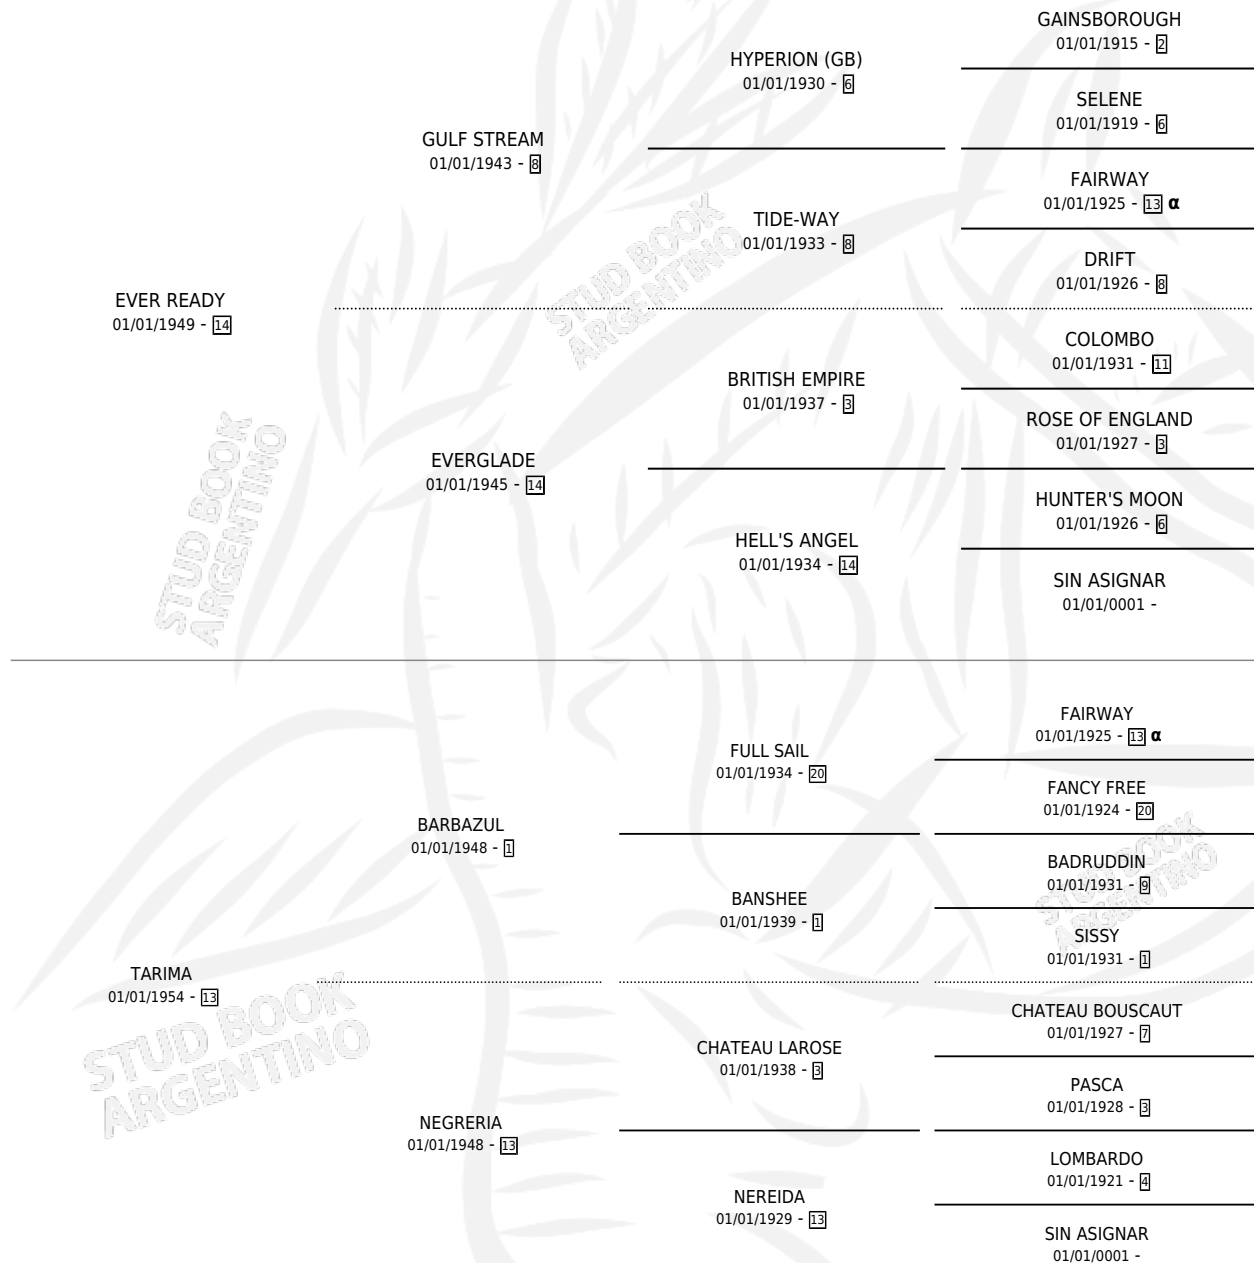 GAINSBOROUGH
01/01/1915 - 2
HYPERION (GB)
01/01/1930 - 6
SELENE
01/01/1919 - 6
GULF STREAM
01/01/1943 - 8
FAIRWAY
01/01/1925 - 13 α
TIDE-WAY
01/01/1933 - 8
DRIFT
01/01/1926 - 8
EVER READY
01/01/1949 - 14
COLOMBO
01/01/1931 - 11
BRITISH EMPIRE
01/01/1937 - 3
ROSE OF ENGLAND
01/01/1927 - 3
EVERGLADE
01/01/1945 - 14
HUNTER'S MOON
01/01/1926 - 6
HELL'S ANGEL
01/01/1934 - 14
SIN ASIGNAR
01/01/0001 -
FAIRWAY
01/01/1925 - 13 α
FULL SAIL
01/01/1934 - 20
FANCY FREE
01/01/1924 - 20
BARBAZUL
01/01/1948 - 1
BADRUDDIN
01/01/1931 - 9
BANSHEE
01/01/1939 - 1
SISSY
01/01/1931 - 1
TARIMA
01/01/1954 - 13
CHATEAU BOUSCAUT
01/01/1927 - 7
CHATEAU LAROSE
01/01/1938 - 3
PASCA
01/01/1928 - 3
NEGRERIA
01/01/1948 - 13
LOMBARDO
01/01/1921 - 4
NEREIDA
01/01/1929 - 13
SIN ASIGNAR
01/01/0001 -
STUD BOOK
ARGENTINO
STUD BOOK
ARGENTINO
STUD BOOK
ARGENTINO
STUD BOOK
ARGENTINO